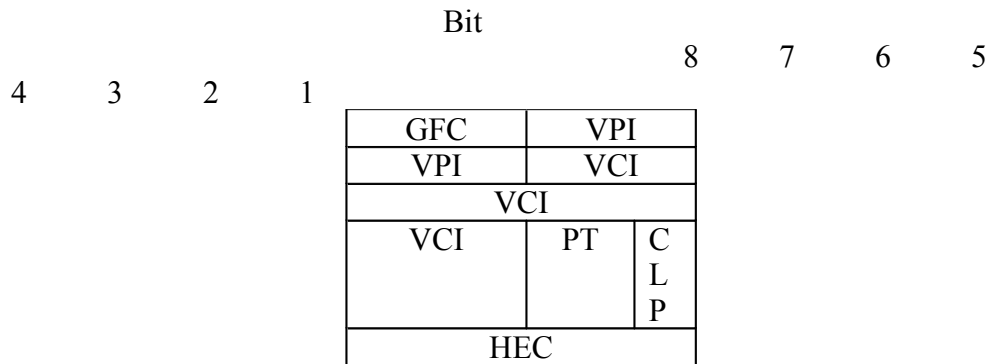 Bit
8 7 6 5
4 3 2 1
GFC VPI
VPI VCI
VCI
VCI PT C
L
P
HEC